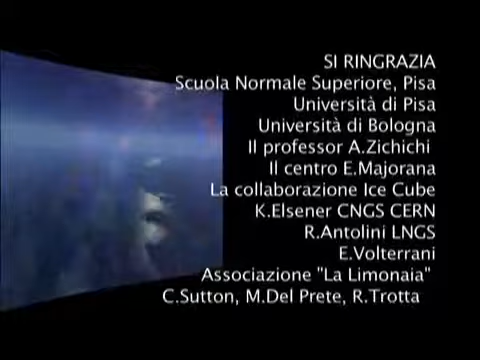 SI RINGRAZIA
Scuola Normale Superiore, Pisa
Università di Pisa
Università di Bologna
Il professor A.Zichichi
Il centro E.Majorana
La collaborazione Ice Cube
K.Elsener CNGS CERN
R.Antolini LNGS
E.Volterrani
Associazione "La Limonaia"
C.Sutton, M.Del Prete, R.Trotta